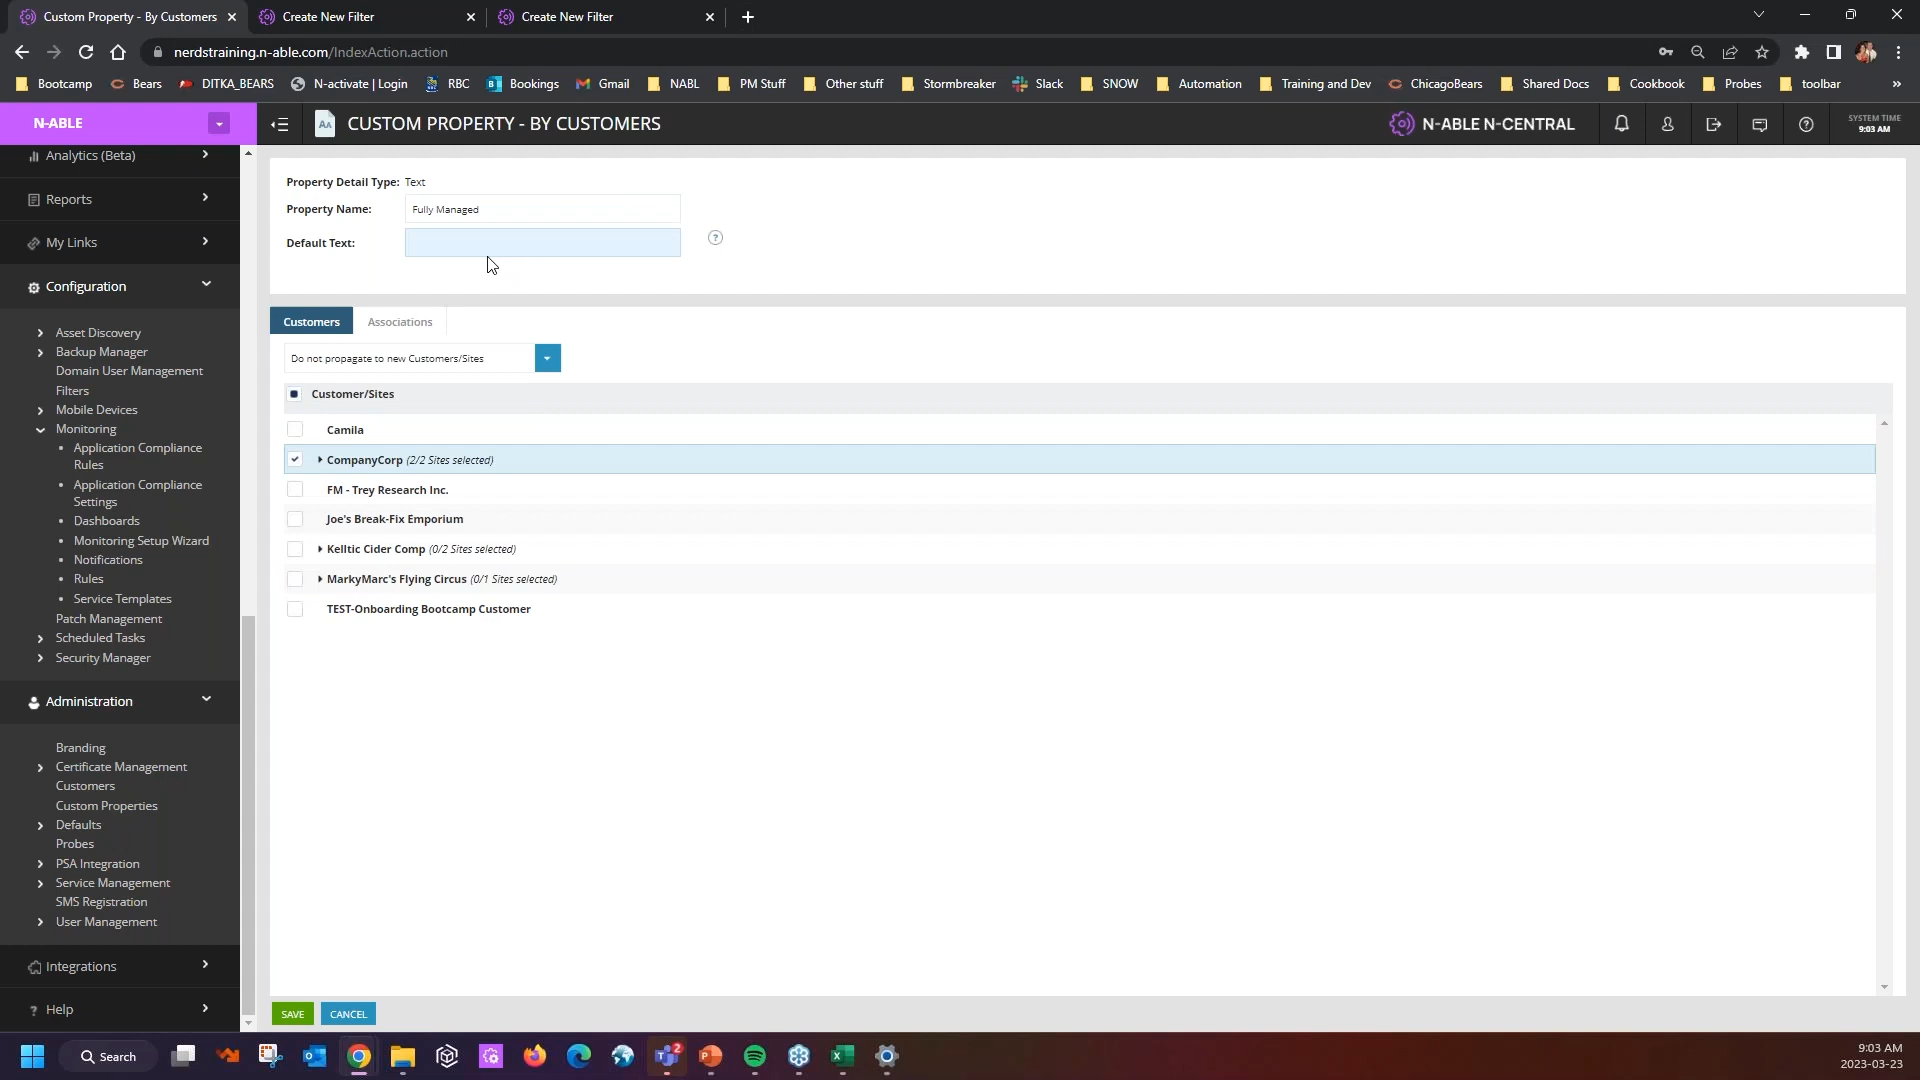 Custom Property - By Customers
Create New Filter
Create New Filter
nerdstraining.n-able.com/IndexAction.action
Bootcamp
Bears
DITKA_BEARS
N-activate | Login
RBC
Bookings
Gmail
NABL
PM Stuff
Other stuff
Stormbreaker
Slack
SNOW
Automation
Training and Dev
ChicagoBears
Shared Docs
Cookbook
Probes
toolbar
»
N-ABLE
CUSTOM PROPERTY - BY CUSTOMERS
N-ABLE N-CENTRAL
SYSTEM TIME
9:03 AM
Analytics (Beta)
Reports
My Links
Configuration
Asset Discovery
Backup Manager
Domain User Management
Filters
Mobile Devices
Monitoring
Application Compliance
Rules
Application Compliance
Settings
Dashboards
Monitoring Setup Wizard
Notifications
Rules
Service Templates
Patch Management
Scheduled Tasks
Security Manager
Administration
Branding
Certificate Management
Customers
Custom Properties
Defaults
Probes
PSA Integration
Service Management
SMS Registration
User Management
Integrations
Help
Property Detail Type: Text
Property Name: Fully Managed
Default Text:
Customers
Associations
Do not propagate to new Customers/Sites
Customer/Sites
Camila
CompanyCorp (2/2 Sites selected)
FM - Trey Research Inc.
Joe's Break-Fix Emporium
Kelltic Cider Comp (0/2 Sites selected)
MarkyMarc's Flying Circus (0/1 Sites selected)
TEST-Onboarding Bootcamp Customer
SAVE
CANCEL
Search
2
9:03 AM
2023-03-23